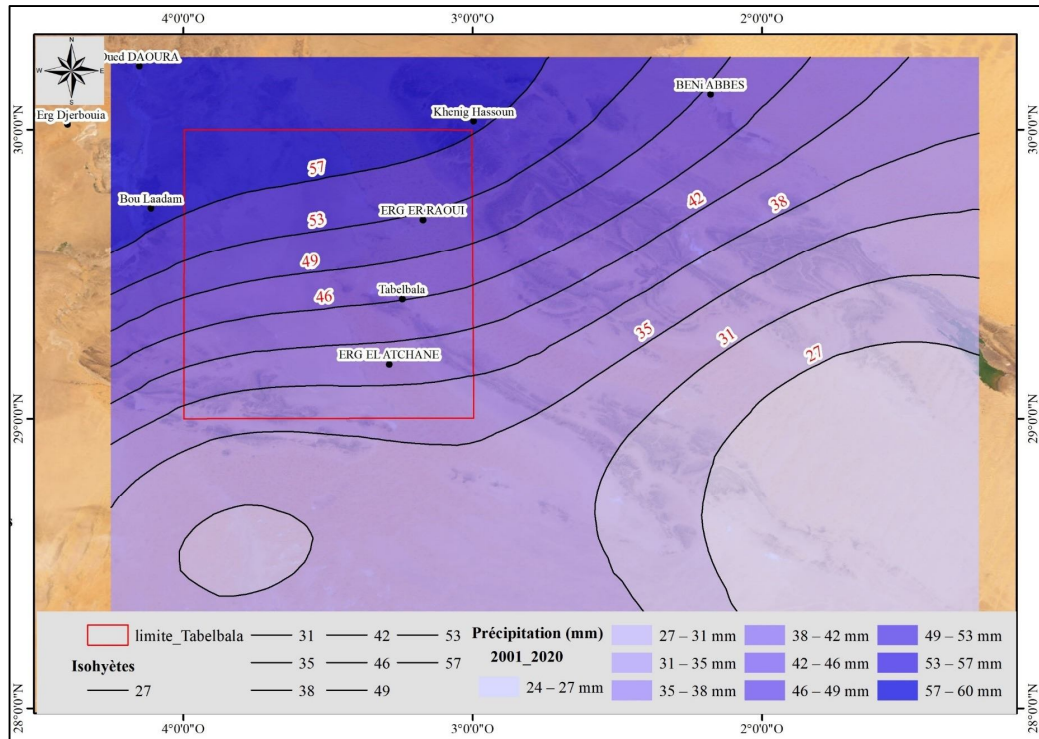 4°0'0"O 3°0'0"O 2°0'0"O
N
W E
S
Oued DAOURA
BENi ABBES
Erg Djerbouia
Khenig Hassoun
30°0'0"N 30°0'0"N
57
Bou Laadam
42
38
ERG ER RAOUI
53
49
Tabelbala
46
35
31
ERG EL ATCHANE
27
29°0'0"N 29°0'0"N
limite_Tabelbala
Isohyètes
27
31
35
38
42
46
49
53
57
Précipitation (mm)
2001_2020
24 – 27 mm
27 – 31 mm
31 – 35 mm
35 – 38 mm
38 – 42 mm
42 – 46 mm
46 – 49 mm
49 – 53 mm
53 – 57 mm
57 – 60 mm
28°0'0"N 28°0'0"N
4°0'0"O 3°0'0"O 2°0'0"O